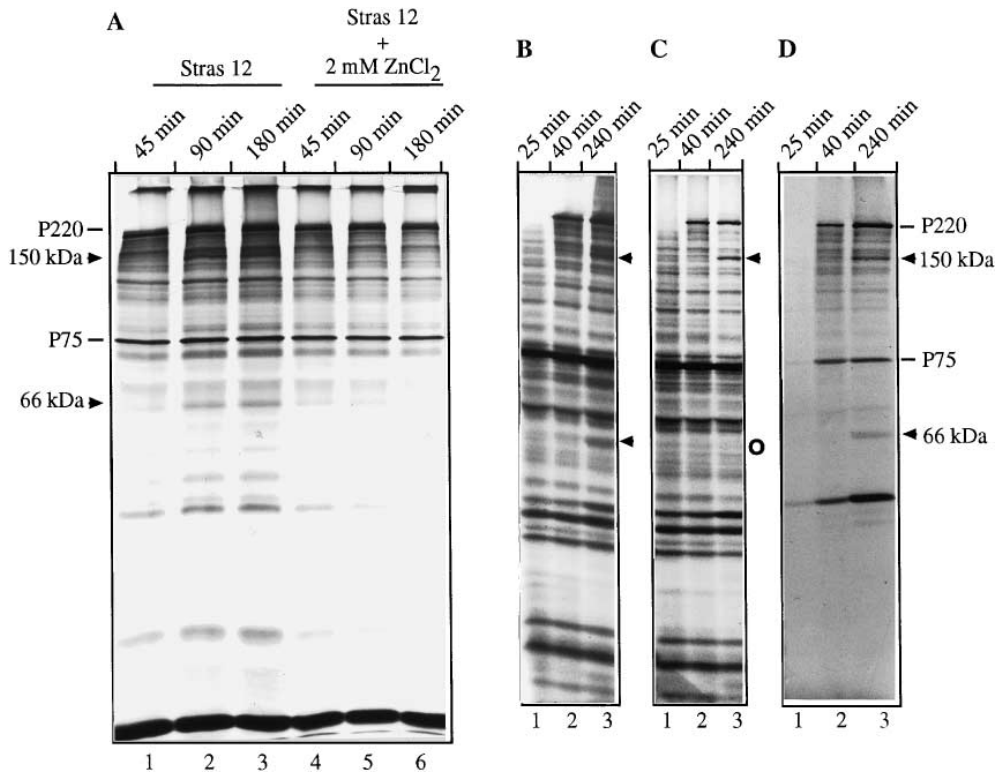 A
Stras 12
Stras 12
+
2 mM ZnCl2
45 min
90 min
180 min
45 min
90 min
180 min
P220
150 kDa
P75
66 kDa
1 2 3 4 5 6
B
25 min
40 min
240 min
1 2 3
C
25 min
40 min
240 min
O
1 2 3
D
25 min
40 min
240 min
P220
150 kDa
P75
66 kDa
1 2 3